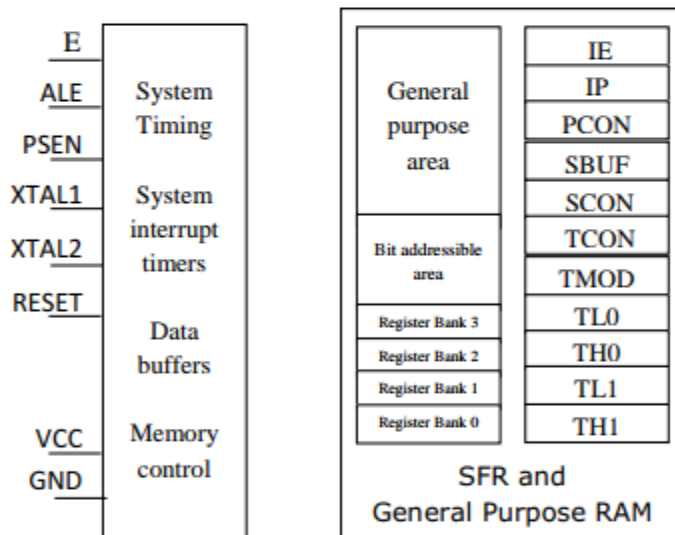 E
ALE
PSEN
XTAL1
XTAL2
RESET
VCC
GND
System
Timing
System
interrupt
timers
Data
buffers
Memory
control
General
purpose
area
Bit addressible
area
Register Bank 3
Register Bank 2
Register Bank 1
Register Bank 0
IE
IP
PCON
SBUF
SCON
TCON
TMOD
TL0
TH0
TL1
TH1
SFR and
General Purpose RAM